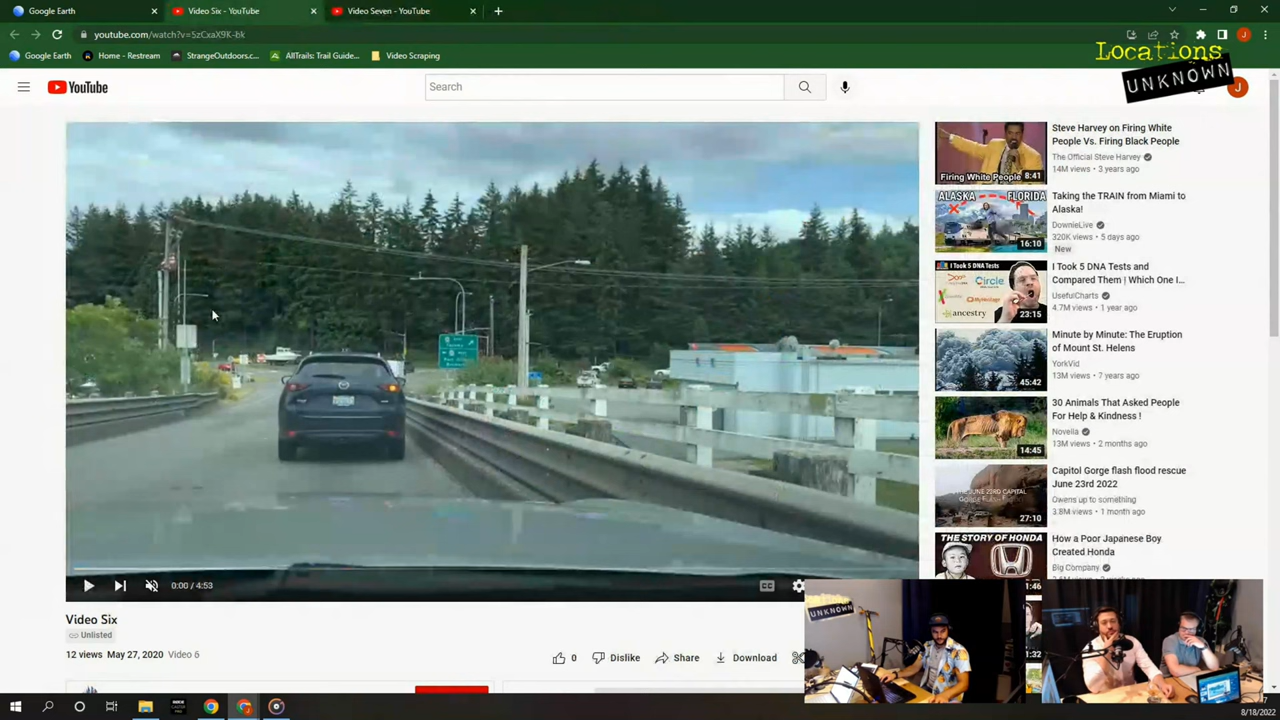 Google Earth
Video Six - YouTube
Video Seven - YouTube
youtube.com/watch?v=SzCxaX9K-bk
Google Earth
Home - Restream
StrangeOutdoors.c...
AllTrails: Trail Guide...
Video Scraping
Locations
UNKNOWN
YouTube
Search
J
J
Steve Harvey on Firing White
People Vs. Firing Black People
The Official Steve Harvey
14M views • 3 years ago
Firing White People
8:41
Taking the TRAIN from Miami to
Alaska!
DownieLive
320K views • 5 days ago
New
ALASKA FLORIDA
16:10
I Took 5 DNA Tests and
Compared Them | Which One I...
UsefulCharts
4.7M views • 1 year ago
I Took 5 DNA Tests
Circle
ancestry
23:15
Minute by Minute: The Eruption
of Mount St. Helens
YorkVid
13M views • 7 years ago
45:42
30 Animals That Asked People
For Help & Kindness !
Novella
13M views • 2 months ago
14:45
Capitol Gorge flash flood rescue
June 23rd 2022
Owens up to something
3.8M views • 1 month ago
27:10
How a Poor Japanese Boy
Created Honda
Big Company
THE STORY OF HONDA
HONDA
1:46
1:32
0:00 / 4:53
CC
Video Six
Unlisted
12 views May 27, 2020 Video 6
0
Dislike
Share
Download
UNKNOWN
8/18/2022